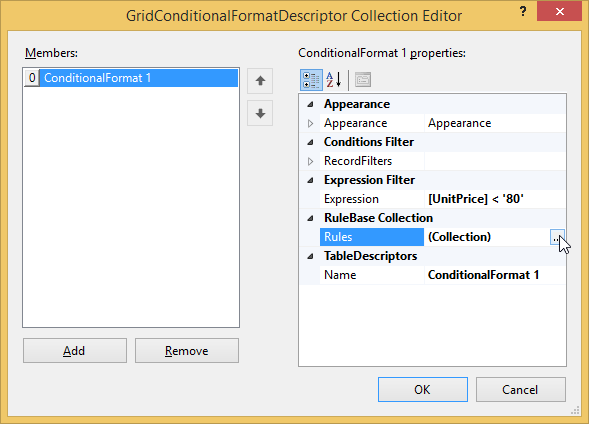 GridConditionalFormatDescriptor Collection Editor
? ×
Members:
0 ConditionalFormat 1
Add
Remove
ConditionalFormat 1 properties:
Appearance
Appearance Appearance
Conditions Filter
RecordFilters
Expression Filter
Expression [UnitPrice] < '80'
RuleBase Collection
Rules (Collection) ...
TableDescriptors
Name ConditionalFormat 1
OK
Cancel